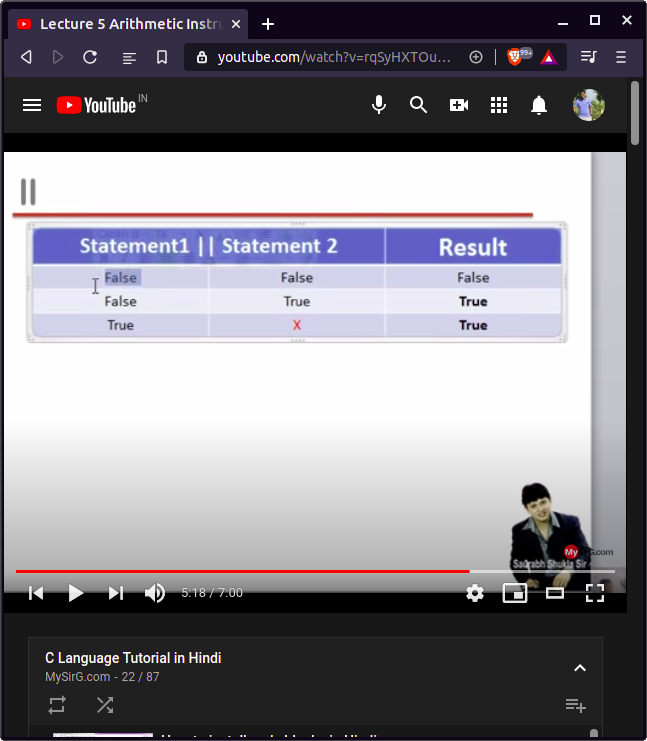 Lecture 5 Arithmetic Instru
youtube.com/watch?v=rqSyHXTOu...
99+
YouTube IN
||
Statement1 || Statement 2 Result
False False False
False True True
True X True
MySirG.com
Saurabh Shukla Sir
5:18 / 7:00
C Language Tutorial in Hindi
MySirG.com - 22 / 87